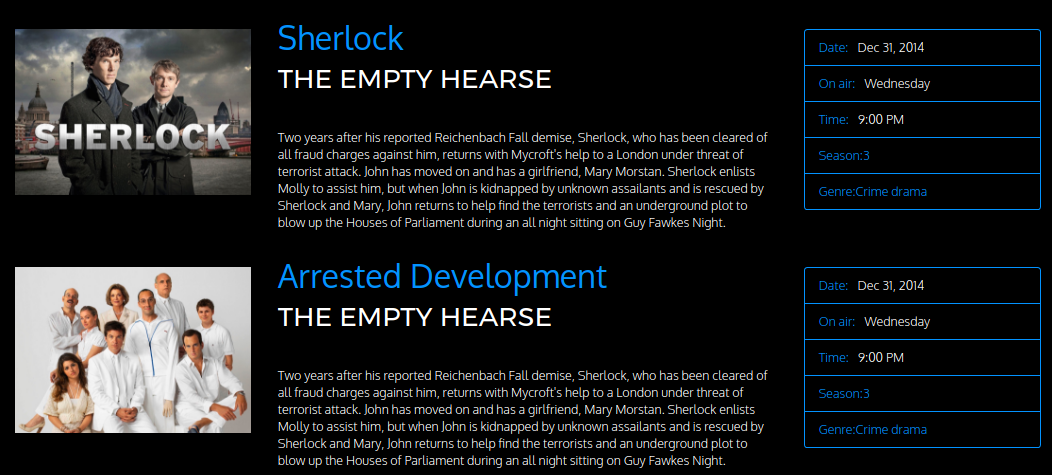 SHERLOCK
Sherlock
THE EMPTY HEARSE
Two years after his reported Reichenbach Fall demise, Sherlock, who has been cleared of
all fraud charges against him, returns with Mycroft's help to a London under threat of
terrorist attack. John has moved on and has a girlfriend, Mary Morstan. Sherlock enlists
Molly to assist him, but when John is kidnapped by unknown assailants and is rescued by
Sherlock and Mary, John returns to help find the terrorists and an underground plot to
blow up the Houses of Parliament during an all night sitting on Guy Fawkes Night.
Date: Dec 31, 2014
On air: Wednesday
Time: 9:00 PM
Season:3
Genre:Crime drama
Arrested Development
THE EMPTY HEARSE
Two years after his reported Reichenbach Fall demise, Sherlock, who has been cleared of
all fraud charges against him, returns with Mycroft's help to a London under threat of
terrorist attack. John has moved on and has a girlfriend, Mary Morstan. Sherlock enlists
Molly to assist him, but when John is kidnapped by unknown assailants and is rescued by
Sherlock and Mary, John returns to help find the terrorists and an underground plot to
blow up the Houses of Parliament during an all night sitting on Guy Fawkes Night.
Date: Dec 31, 2014
On air: Wednesday
Time: 9:00 PM
Season:3
Genre:Crime drama